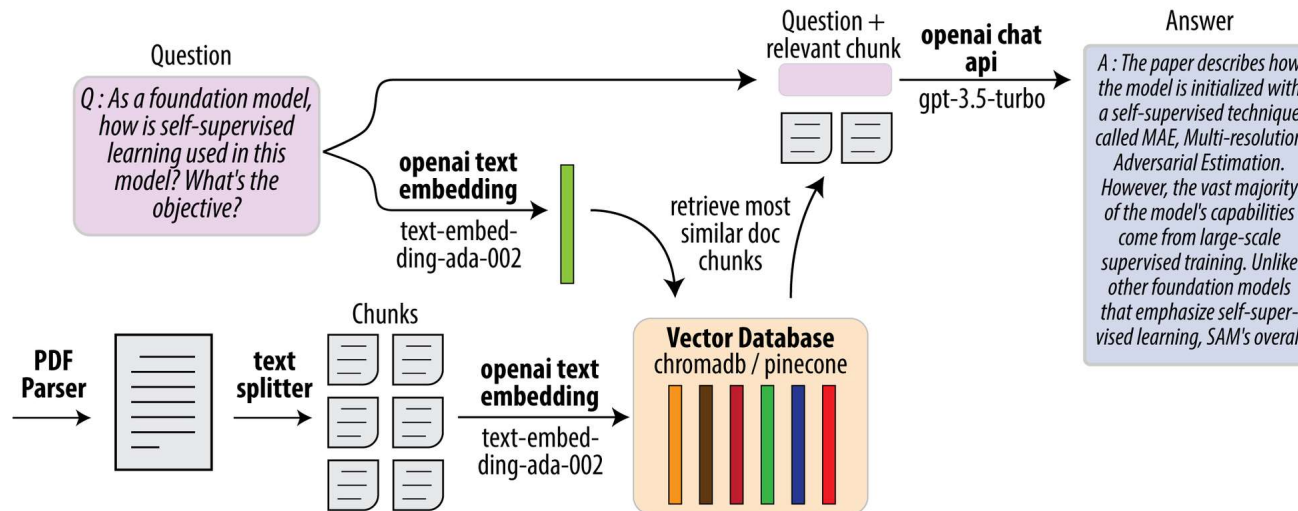 Question
Q : As a foundation model,
how is self-supervised
learning used in this
model? What's the
objective?
openai text
embedding
text-embed-
ding-ada-002
retrieve most
similar doc
chunks
Question +
relevant chunk
openai chat
api
gpt-3.5-turbo
Answer
A : The paper describes how
the model is initialized with
a self-supervised technique
called MAE, Multi-resolution
Adversarial Estimation.
However, the vast majority
of the model's capabilities
come from large-scale
supervised training. Unlike
other foundation models
that emphasize self-super-
vised learning, SAM's overall
PDF
Parser
text
splitter
Chunks
openai text
embedding
text-embed-
ding-ada-002
Vector Database
chromadb / pinecone